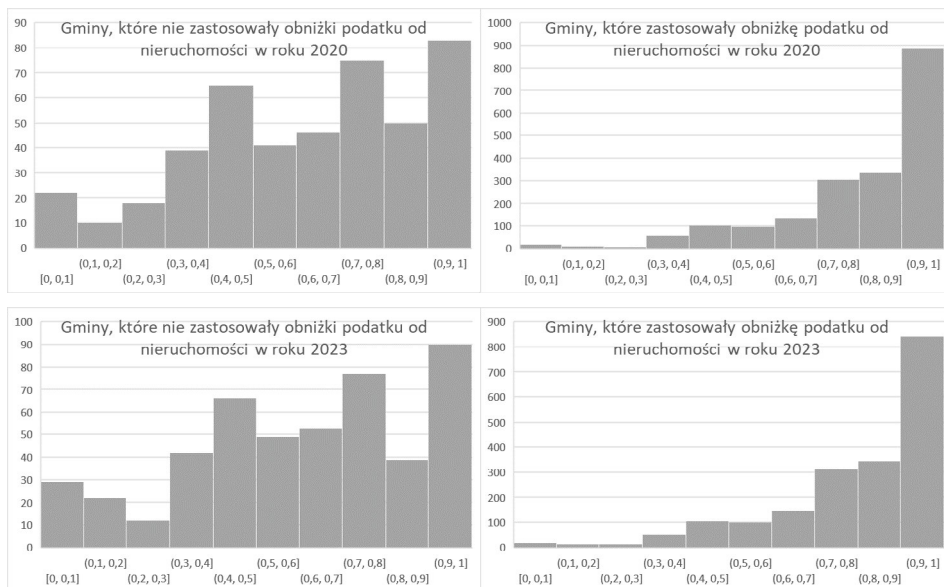 Gminy, które nie zastosowały obniżki podatku od
nieruchomości w roku 2020
90
80
70
60
50
40
30
20
10
0
(0,1, 0,2] (0,3, 0,4] (0,5, 0,6] (0,7, 0,8] (0,9, 1]
[0, 0,1] (0,2, 0,3] (0,4, 0,5] (0,6, 0,7] (0,8, 0,9]
Gminy, które zastosowały obniżkę podatku od
nieruchomości w roku 2020
1000
900
800
700
600
500
400
300
200
100
0
(0,1, 0,2] (0,3, 0,4] (0,5, 0,6] (0,7, 0,8] (0,9, 1]
[0, 0,1] (0,2, 0,3] (0,4, 0,5] (0,6, 0,7] (0,8, 0,9]
Gminy, które nie zastosowały obniżki podatku od
nieruchomości w roku 2023
100
90
80
70
60
50
40
30
20
10
0
(0,1, 0,2] (0,3, 0,4] (0,5, 0,6] (0,7, 0,8] (0,9, 1]
[0, 0,1] (0,2, 0,3] (0,4, 0,5] (0,6, 0,7] (0,8, 0,9]
Gminy, które zastosowały obniżkę podatku od
nieruchomości w roku 2023
900
800
700
600
500
400
300
200
100
0
(0,1, 0,2] (0,3, 0,4] (0,5, 0,6] (0,7, 0,8] (0,9, 1]
[0, 0,1] (0,2, 0,3] (0,4, 0,5] (0,6, 0,7] (0,8, 0,9]